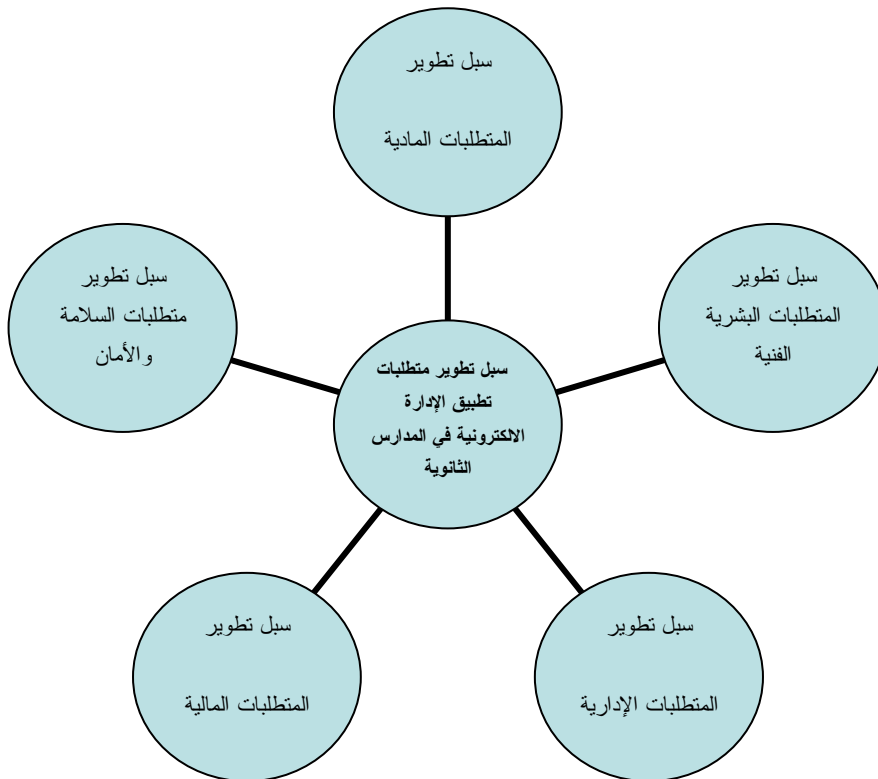 سبل تطوير
المتطلبات المادية
سبل تطوير
المتطلبات البشرية
الفنية
سبل تطوير
متطلبات السلامة
والأمان
سبل تطوير متطلبات
تطبيق الإدارة
الالكترونية في المدارس
الثانوية
سبل تطوير
المتطلبات الإدارية
سبل تطوير
المتطلبات المالية